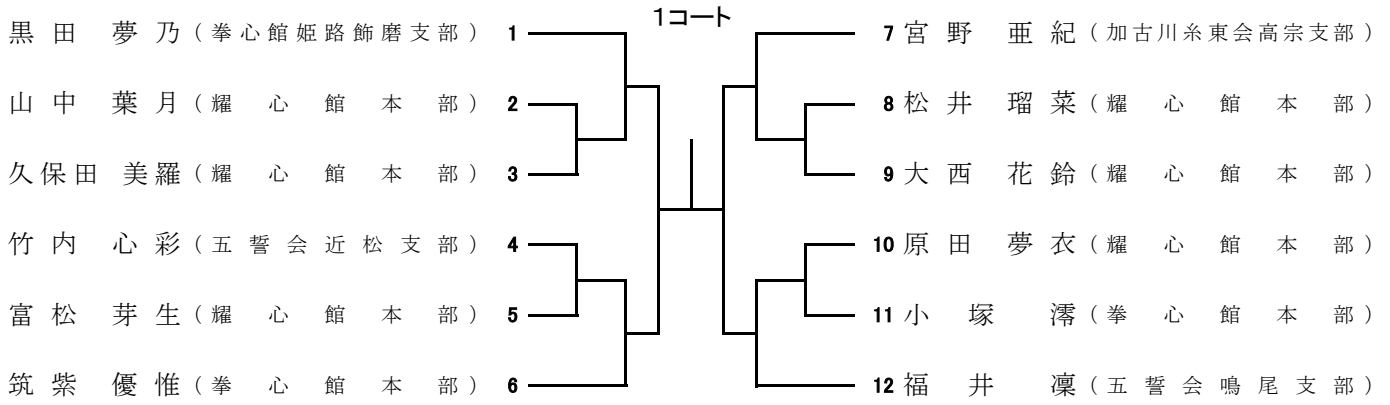 1コート
黒田 夢乃 (拳心館姫路飾磨支部) 1
山中 葉月 (耀心館本部) 2
久保田 美羅 (耀心館本部) 3
竹内 心彩 (五誓会近松支部) 4
富松 芽生 (耀心館本部) 5
筑紫 優惟 (拳心館本部) 6
7 宮野 亜紀 (加古川糸東会高宗支部)
8 松井 瑠菜 (耀心館本部)
9 大西 花鈴 (耀心館本部)
10 原田 夢衣 (耀心館本部)
11 小塚 澪 (拳心館本部)
12 福井 凜 (五誓会鳴尾支部)